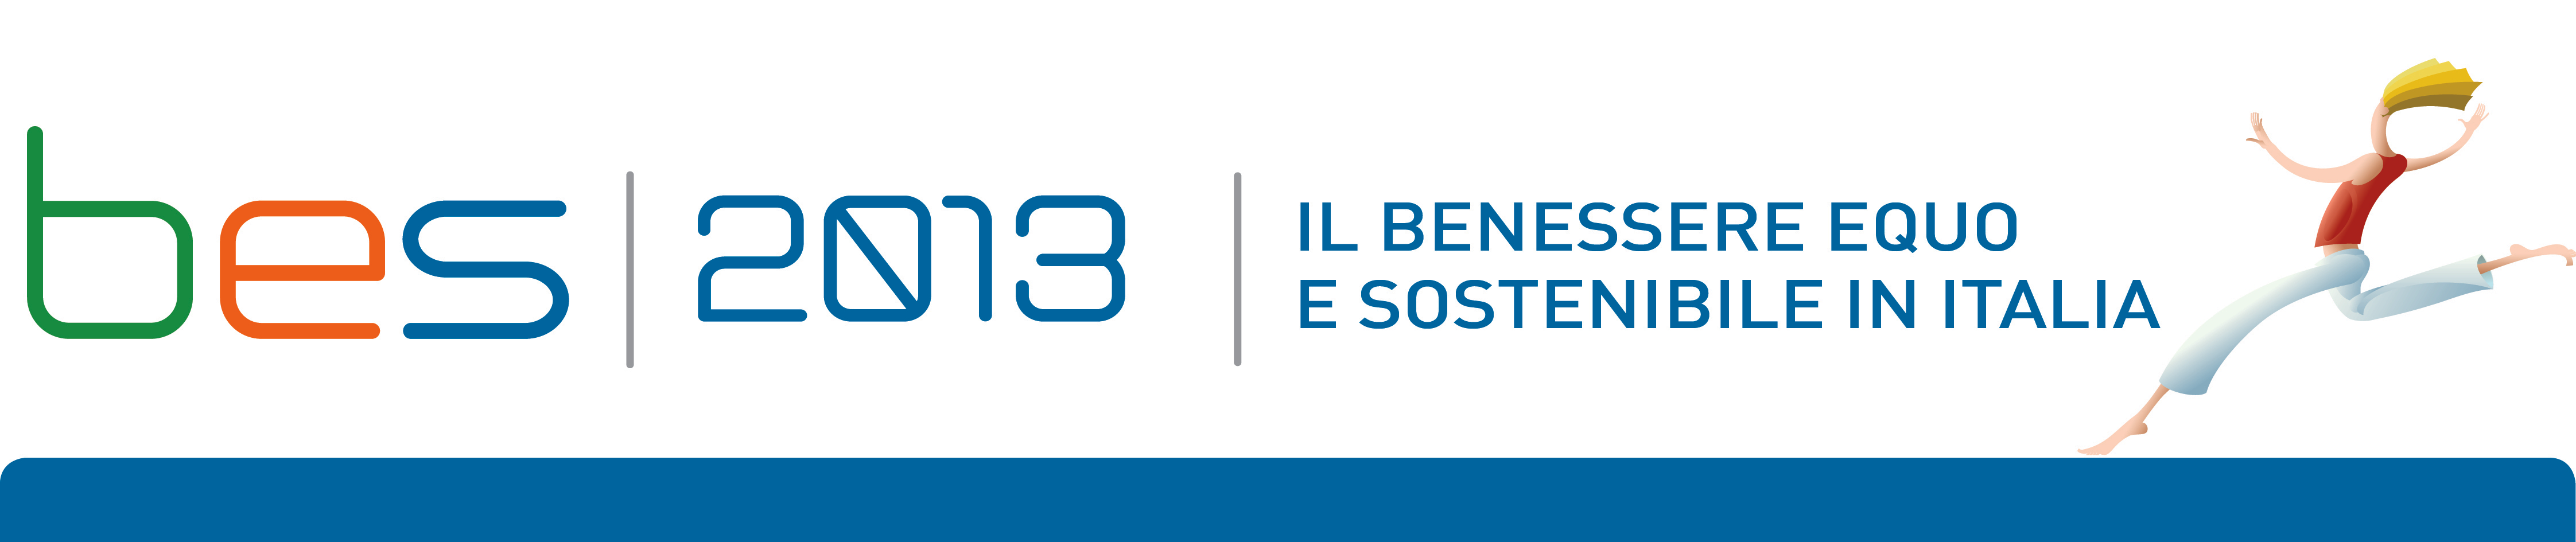 bes
2013
IL BENESSERE EQUO
E SOSTENIBILE IN ITALIA